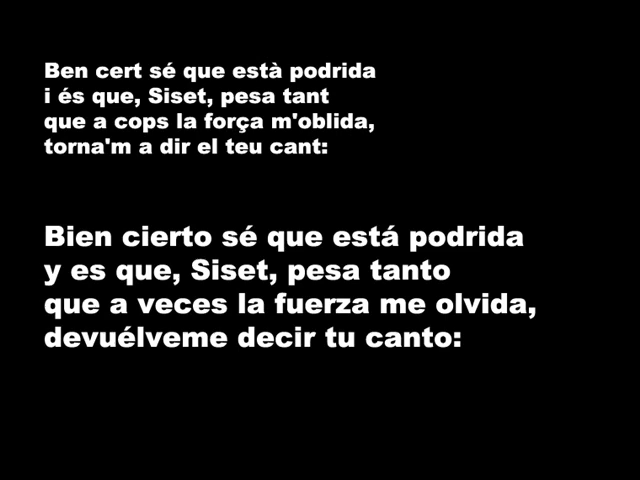 Ben cert sé que està podrida
i és que, Siset, pesa tant
que a cops la força m'oblida,
torna'm a dir el teu cant:
Bien cierto sé que está podrida
y es que, Siset, pesa tanto
que a veces la fuerza me olvida,
devuélveme decir tu canto: